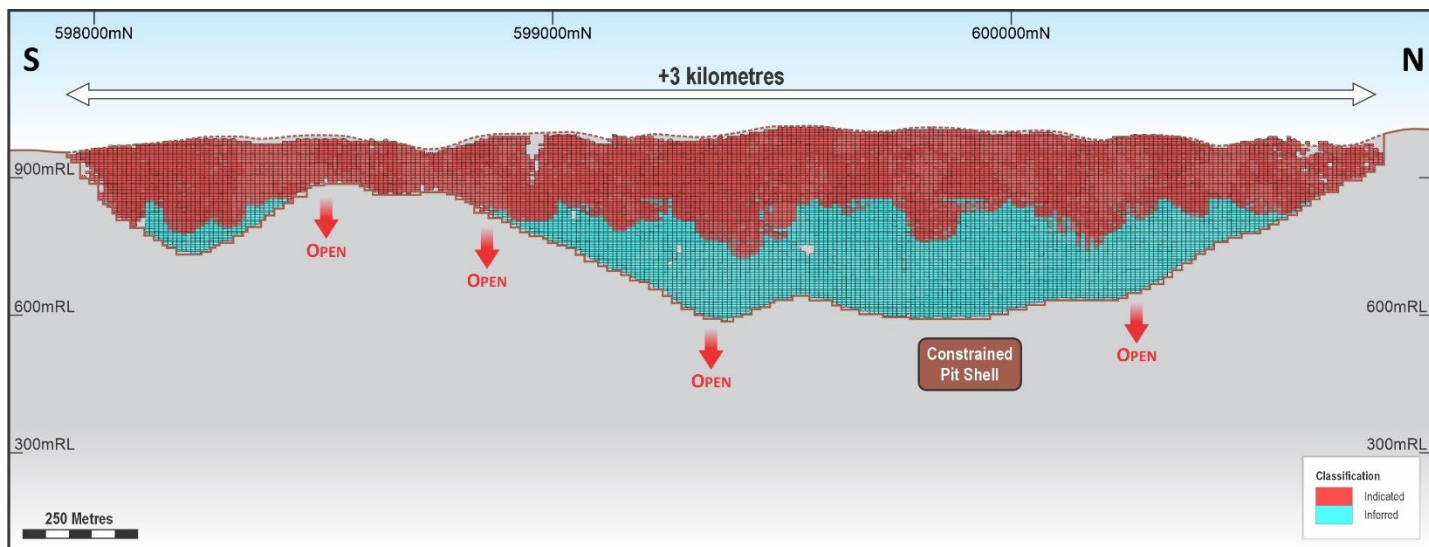 598000mN 599000mN 600000mN
S N
+3 kilometres
900mRL
OPEN
OPEN
600mRL 600mRL
OPEN
OPEN
Constrained
Pit Shell
300mRL 300mRL
Classification
Indicated
Inferred
250 Metres